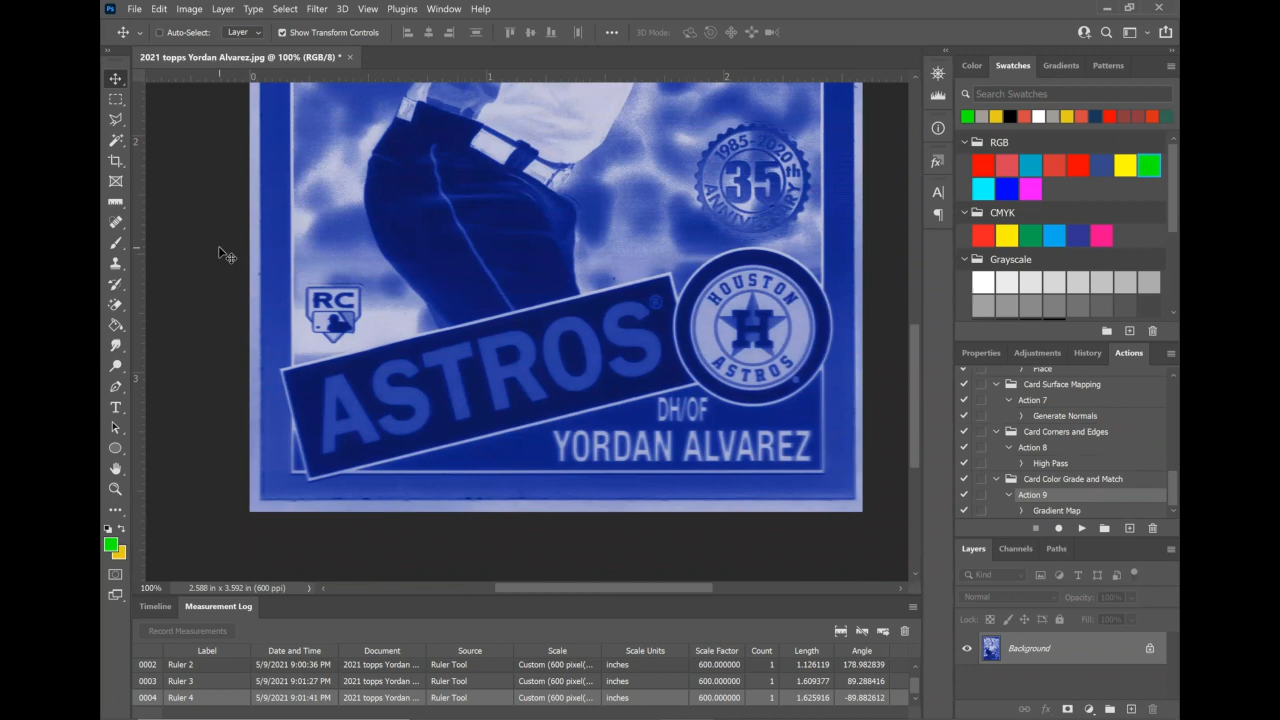 Ps File Edit Image Layer Type Select Filter 3D View Plugins Window Help
Auto-Select: Layer Show Transform Controls 3D Mode:
2021 topps Yordan Alvarez.jpg @ 100% (RGB/8) *
Color Swatches Gradients Patterns
Search Swatches
RGB
CMYK
Grayscale
0 1 2
2
3
1985-2020
35th
ANNIVERSARY
RC
HOUSTON
H
ASTROS
ASTROS®
DH/OF
YORDAN ALVAREZ
Properties Adjustments History Actions
Place
Card Surface Mapping
Action 7
Generate Normals
Card Corners and Edges
Action 8
High Pass
Card Color Grade and Match
Action 9
Gradient Map
Layers Channels Paths
Kind
Normal Opacity: 100%
Lock: Fill: 100%
Background
100% 2.588 in x 3.592 in (600 ppi)
Timeline Measurement Log
Record Measurements
Label Date and Time Document Source Scale Scale Units Scale Factor Count Length Angle
0002 Ruler 2 5/9/2021 9:00:36 PM 2021 topps Yordan ... Ruler Tool Custom (600 pixel(... inches 600.000000 1 1.126119 178.982839
0003 Ruler 3 5/9/2021 9:01:27 PM 2021 topps Yordan ... Ruler Tool Custom (600 pixel(... inches 600.000000 1 1.609377 89.288416
0004 Ruler 4 5/9/2021 9:01:41 PM 2021 topps Yordan ... Ruler Tool Custom (600 pixel(... inches 600.000000 1 1.625916 -89.882612